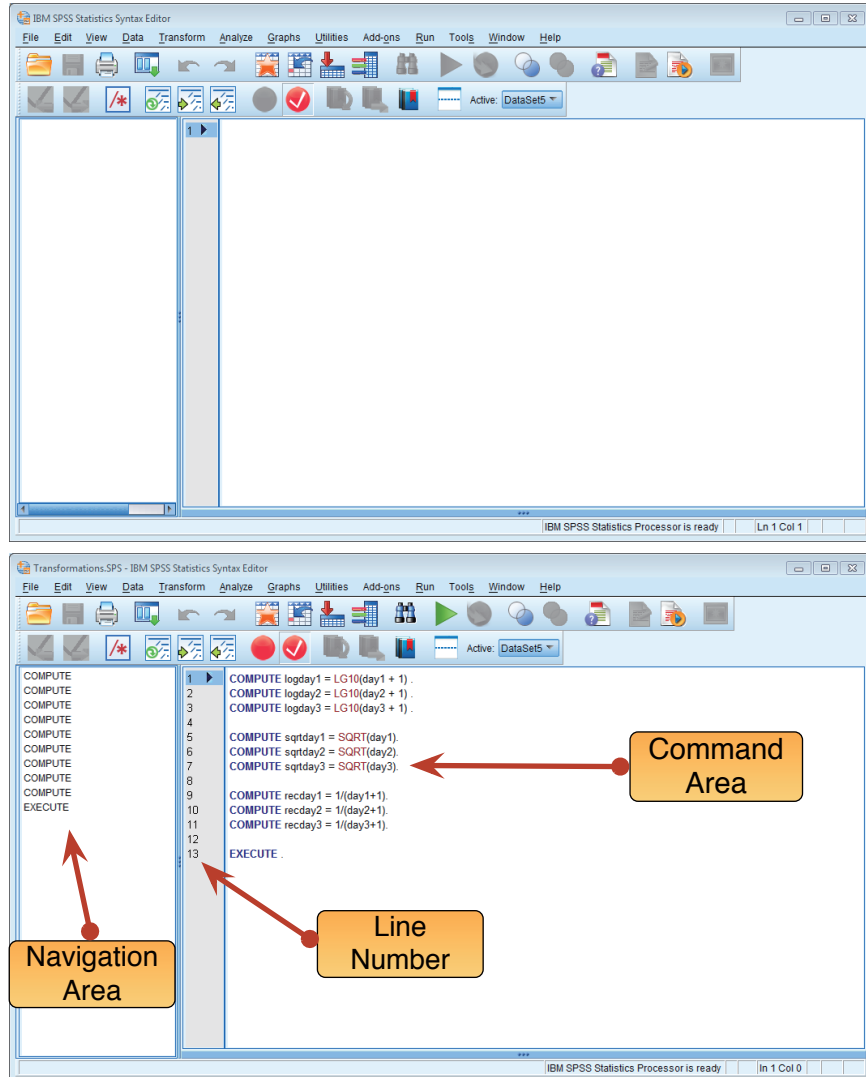 IBM SPSS Statistics Syntax Editor
File Edit View Data Transform Analyze Graphs Utilities Add-ons Run Tools Window Help
Active: DataSet5
1
IBM SPSS Statistics Processor is ready Ln 1 Col 1
Transformations.SPS - IBM SPSS Statistics Syntax Editor
File Edit View Data Transform Analyze Graphs Utilities Add-ons Run Tools Window Help
Active: DataSet5
COMPUTE
COMPUTE
COMPUTE
COMPUTE
COMPUTE
COMPUTE
COMPUTE
COMPUTE
COMPUTE
EXECUTE
1 COMPUTE logday1 = LG10(day1 + 1) .
2 COMPUTE logday2 = LG10(day2 + 1) .
3 COMPUTE logday3 = LG10(day3 + 1) .
4
5 COMPUTE sqrtday1 = SQRT(day1).
6 COMPUTE sqrtday2 = SQRT(day2).
7 COMPUTE sqrtday3 = SQRT(day3).
8
9 COMPUTE recday1 = 1/(day1+1).
10 COMPUTE recday2 = 1/(day2+1).
11 COMPUTE recday3 = 1/(day3+1).
12
13 EXECUTE .
Command
Area
Line
Number
Navigation
Area
IBM SPSS Statistics Processor is ready In 1 Col 0